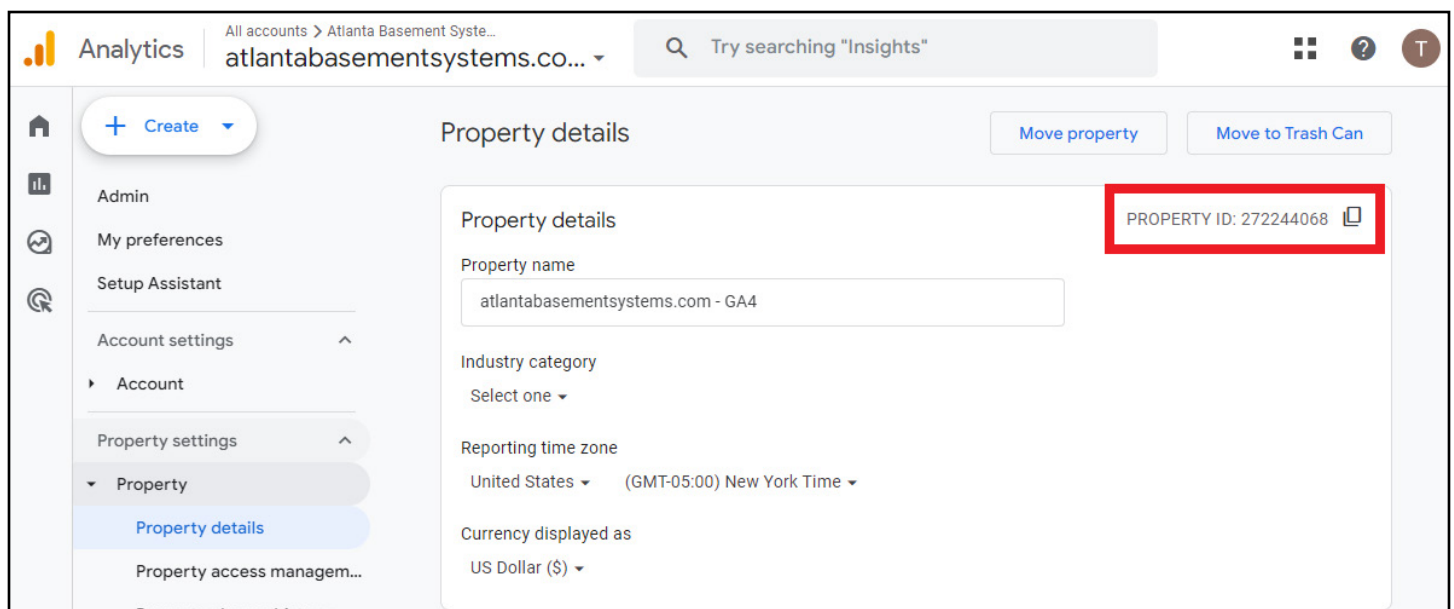 All accounts > Atlanta Basement Syste...
Analytics
atlantabasementsystems.co...
Try searching "Insights"
T
Create
Property details
Move property
Move to Trash Can
Admin
My preferences
Setup Assistant
Account settings
Account
Property settings
Property
Property details
Property access managem...
Property details
PROPERTY ID: 272244068
Property name
atlantabasementsystems.com - GA4
Industry category
Select one
Reporting time zone
United States (GMT-05:00) New York Time
Currency displayed as
US Dollar ($)